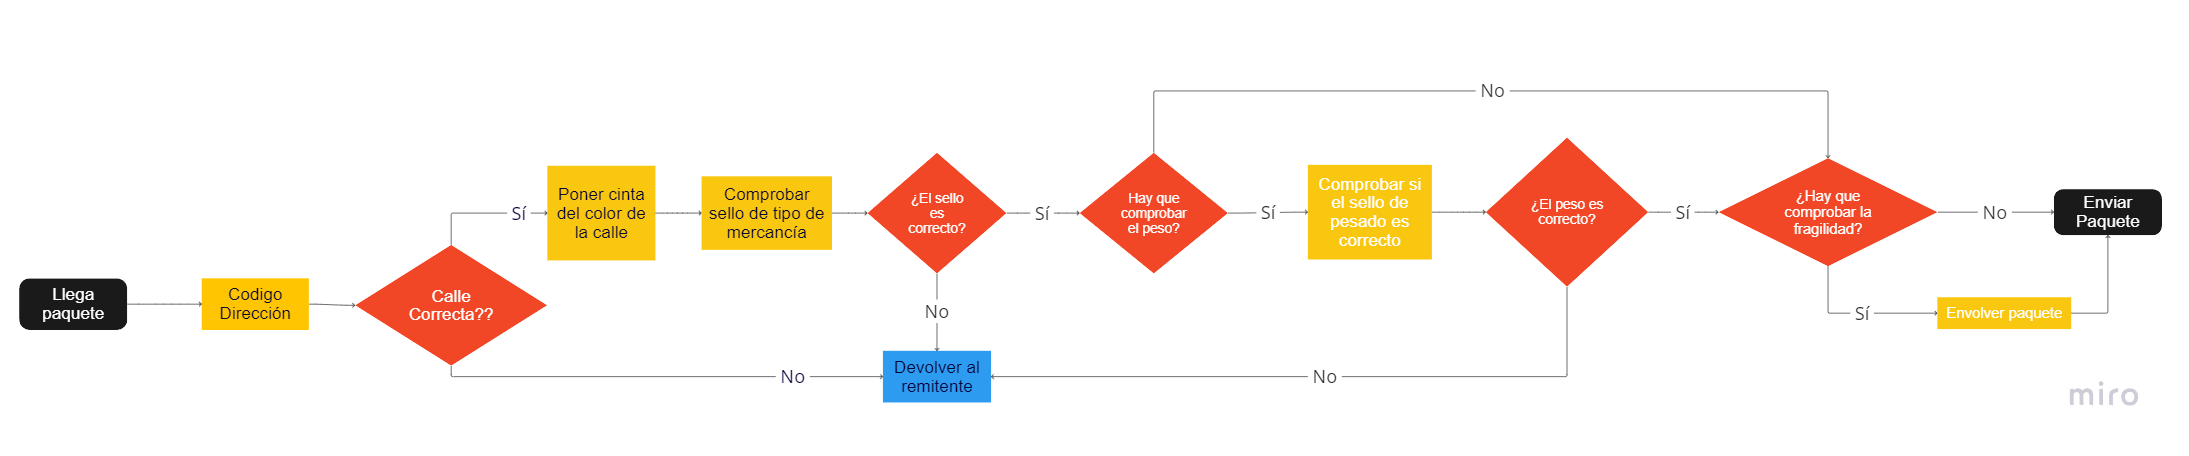 Llega
paquete
Codigo
Dirección
Calle
Correcta??
Sí
Poner cinta
del color de
la calle
Comprobar
sello de tipo de
mercancía
¿El sello
es
correcto?
Sí
Hay que
comprobar
el peso?
No
Sí
Comprobar si
el sello de
pesado es
correcto
¿El peso es
correcto?
Sí
¿Hay que
comprobar la
fragilidad?
No
Enviar
Paquete
Sí
Envolver paquete
No
No
Devolver al
remitente
No
miro